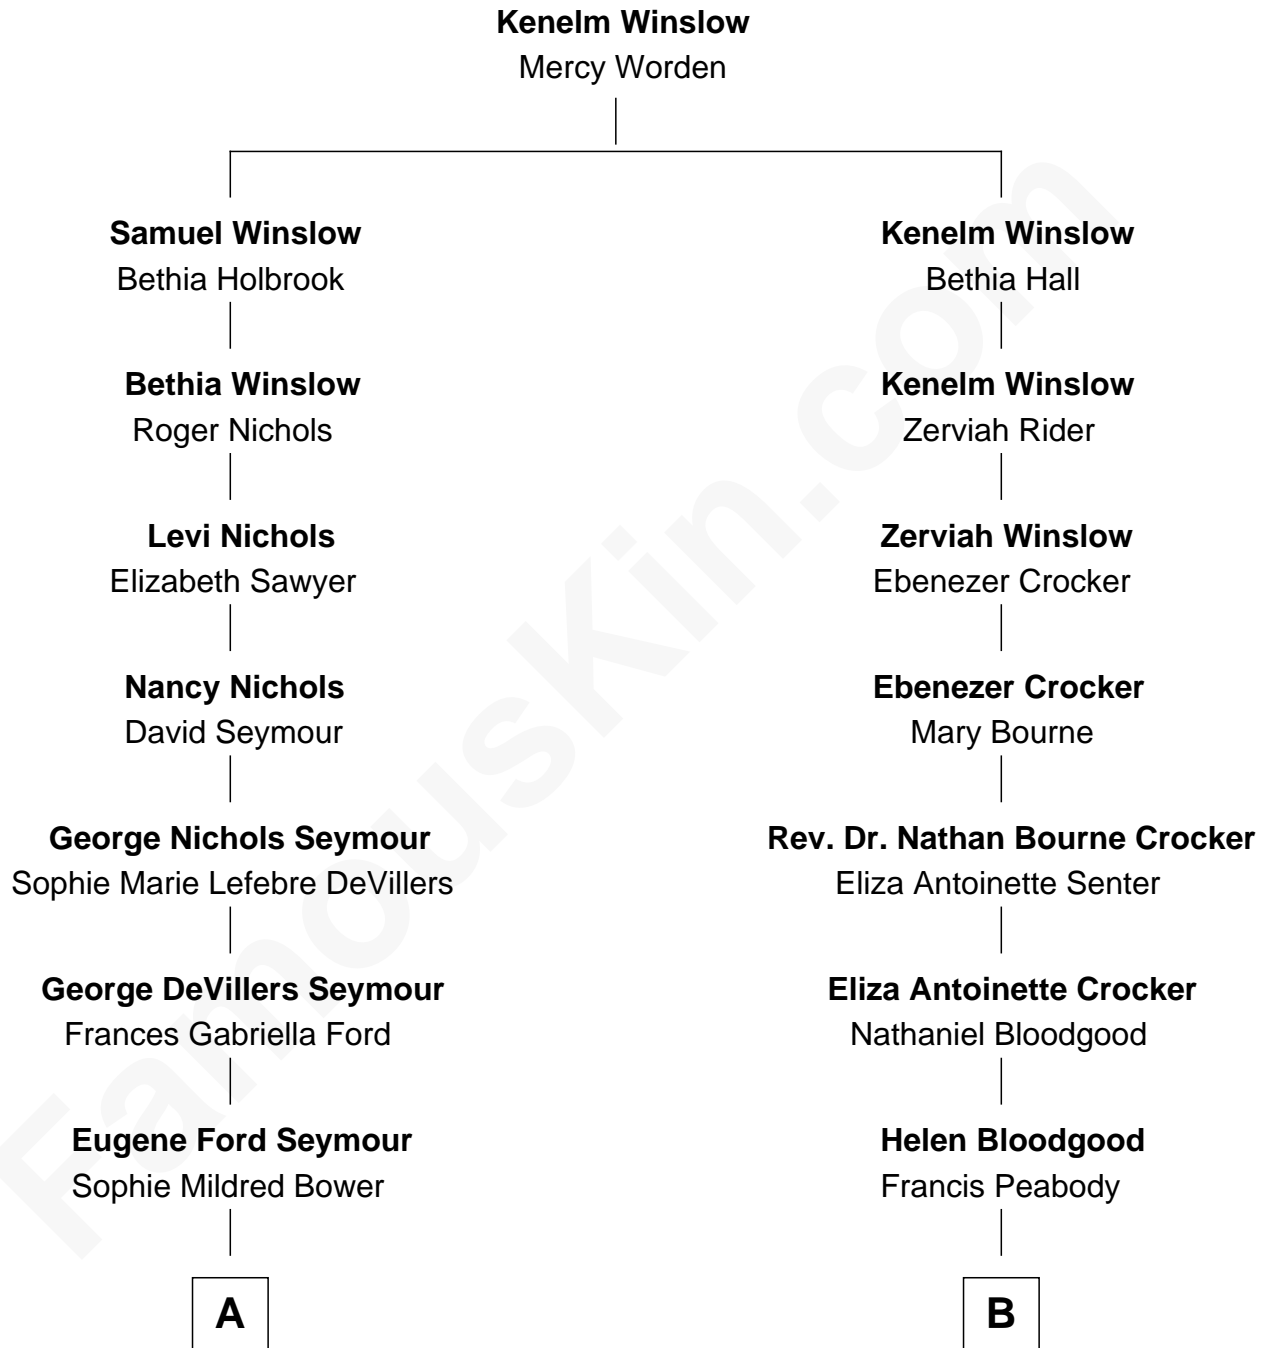 Kenelm Winslow
Mercy Worden
Samuel Winslow
Bethia Holbrook
Bethia Winslow
Roger Nichols
Levi Nichols
Elizabeth Sawyer
Nancy Nichols
David Seymour
George Nichols Seymour
Sophie Marie Lefebre DeVillers
George DeVillers Seymour
Frances Gabriella Ford
Eugene Ford Seymour
Sophie Mildred Bower
A
Kenelm Winslow
Bethia Hall
Kenelm Winslow
Zerviah Rider
Zerviah Winslow
Ebenezer Crocker
Ebenezer Crocker
Mary Bourne
Rev. Dr. Nathan Bourne Crocker
Eliza Antoinette Senter
Eliza Antoinette Crocker
Nathaniel Bloodgood
Helen Bloodgood
Francis Peabody
B
FamousKin.com